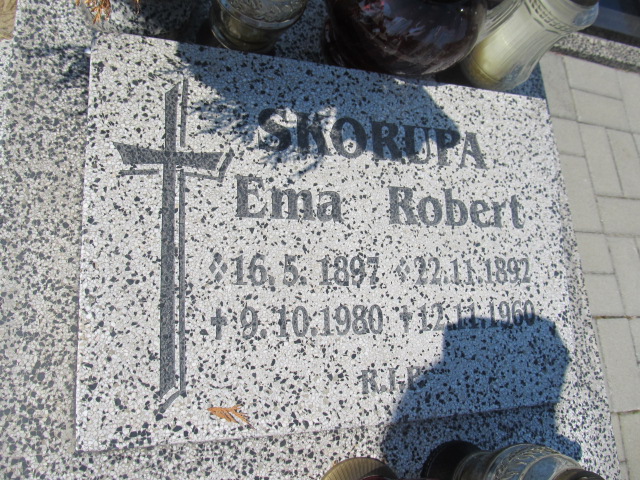 SKORUPA
Ema Robert
16.5.1897 22.11.1892
9.10.1980 12.11.1960
R.I.P